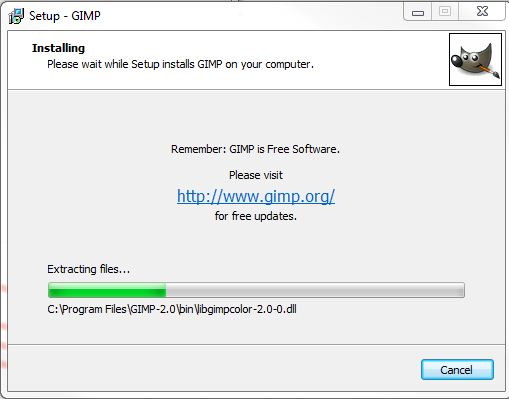 Setup - GIMP
Installing
Please wait while Setup installs GIMP on your computer.
Remember: GIMP is Free Software.
Please visit
http://www.gimp.org/
for free updates.
Extracting files...
C:\Program Files\GIMP-2.0\bin\libgimpcolor-2.0-0.dll
Cancel